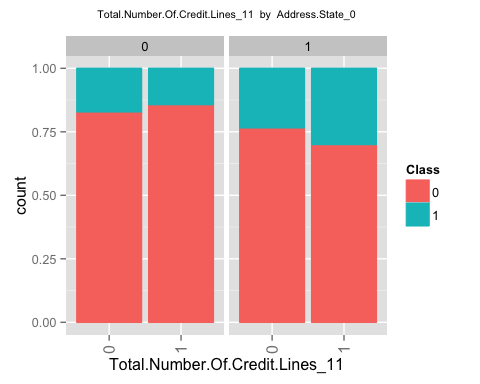 Total.Number.Of.Credit.Lines_11 by Address.State_0
0 1
1.00
0.75
0.50
0.25
0.00
count
0 1 0 1
Total.Number.Of.Credit.Lines_11
Class
0
1